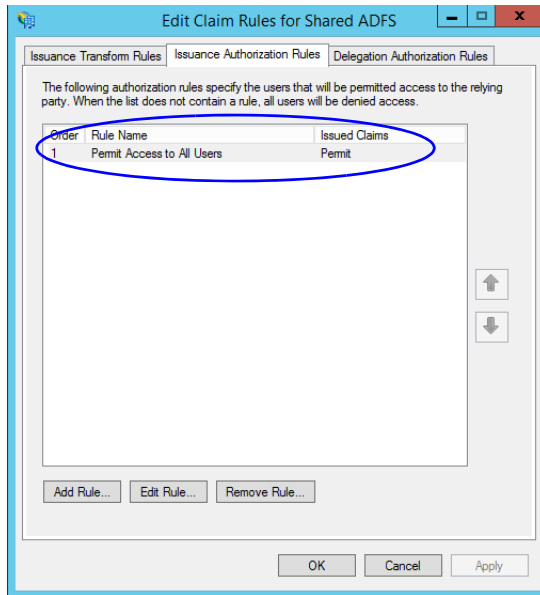 Edit Claim Rules for Shared ADFS
Issuance Transform Rules Issuance Authorization Rules Delegation Authorization Rules
The following authorization rules specify the users that will be permitted access to the relying
party. When the list does not contain a rule, all users will be denied access.
Order Rule Name Issued Claims
1 Permit Access to All Users Permit
Add Rule... Edit Rule... Remove Rule...
OK Cancel Apply